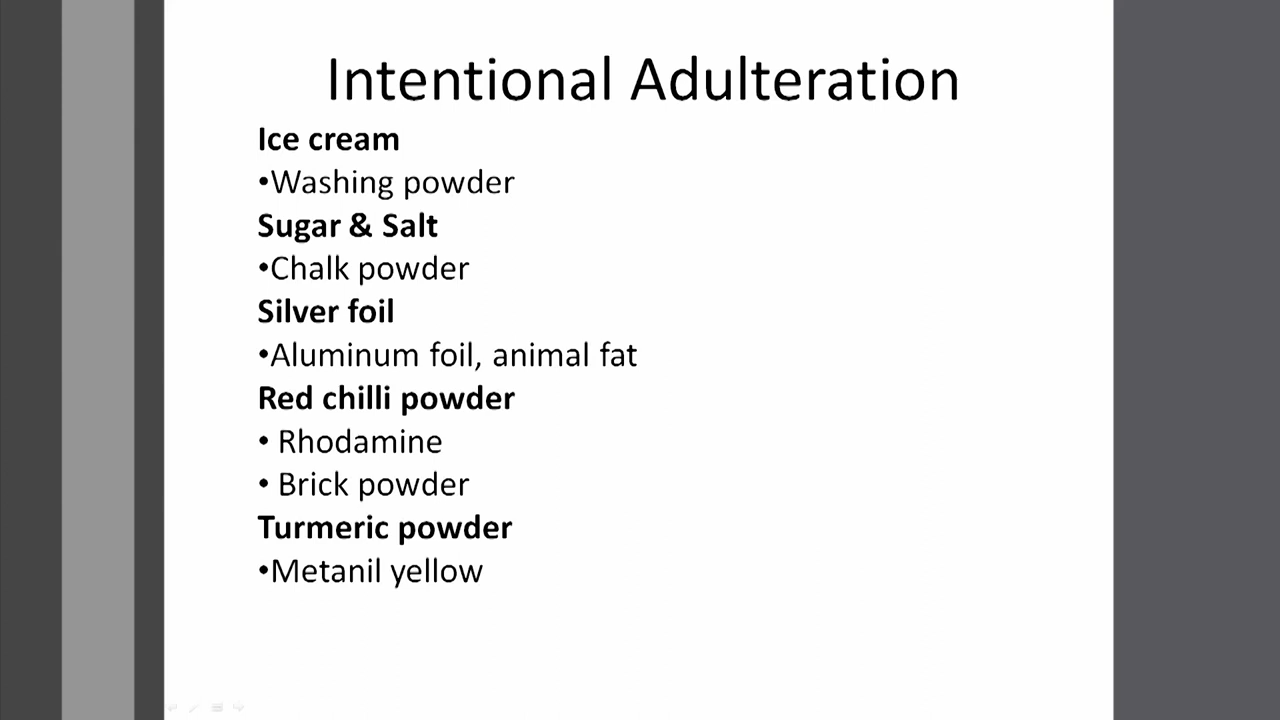 Intentional Adulteration
Ice cream
•Washing powder
Sugar & Salt
•Chalk powder
Silver foil
•Aluminum foil, animal fat
Red chilli powder
• Rhodamine
• Brick powder
Turmeric powder
•Metanil yellow